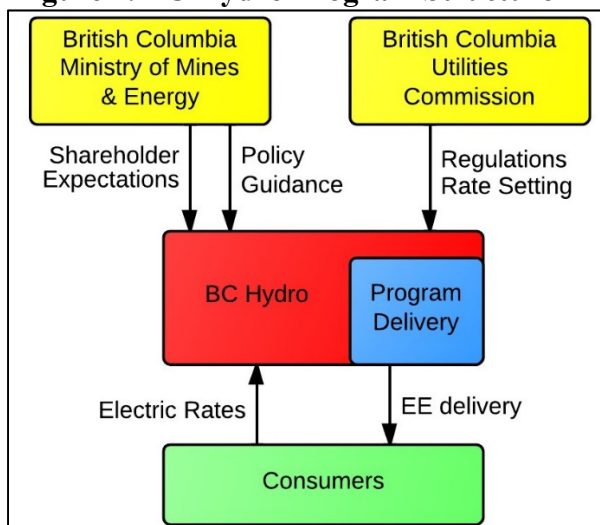 British Columbia
Ministry of Mines
& Energy
British Columbia
Utilities
Commission
Shareholder
Expectations
Policy
Guidance
Regulations
Rate Setting
BC Hydro
Program
Delivery
Electric Rates
EE delivery
Consumers